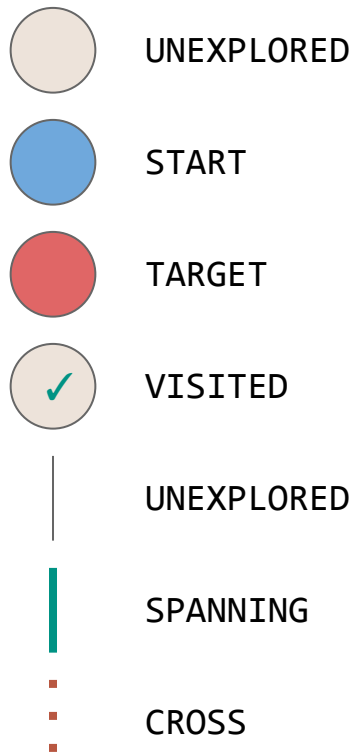 UNEXPLORED
START
TARGET
✓ VISITED
UNEXPLORED
SPANNING
CROSS